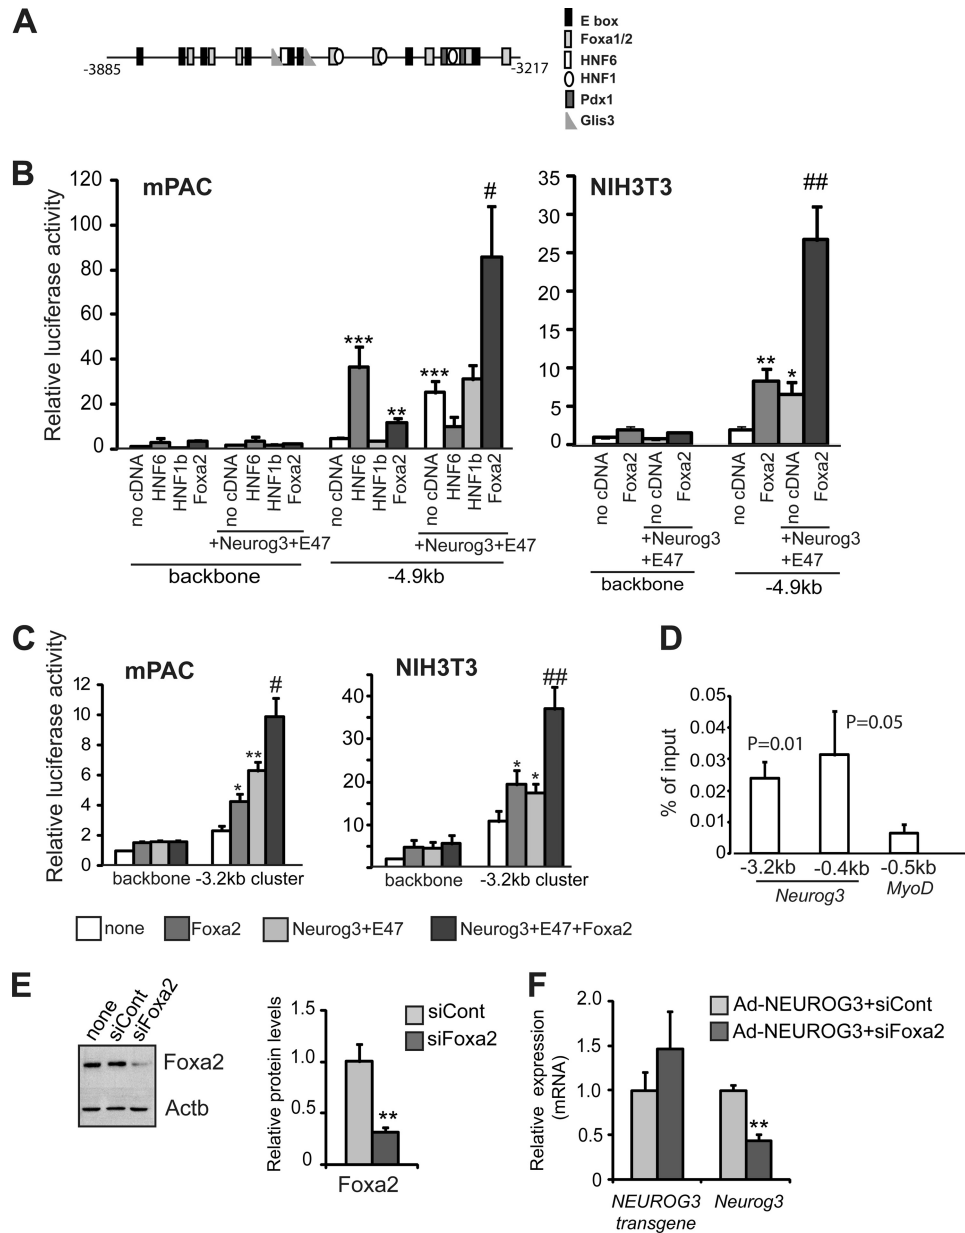 A
-3885
-3217
E box
Foxa1/2
HNF6
HNF1
Pdx1
Glis3
B
mPAC
Relative luciferase activity
120
100
80
60
40
20
0
***
***
**
#
no cDNA
HNF6
HNF1b
Foxa2
no cDNA
HNF6
HNF1b
Foxa2
no cDNA
HNF6
HNF1b
Foxa2
no cDNA
HNF6
HNF1b
Foxa2
+Neurog3+E47
+Neurog3+E47
backbone
-4.9kb
NIH3T3
35
30
25
20
15
10
5
0
**
*
##
no cDNA
Foxa2
no cDNA
Foxa2
no cDNA
Foxa2
no cDNA
Foxa2
+Neurog3
+E47
+Neurog3
+E47
backbone
-4.9kb
C
mPAC
Relative luciferase activity
12
10
8
6
4
2
0
*
**
#
backbone
-3.2kb cluster
NIH3T3
40
30
20
10
*
*
##
backbone
-3.2kb cluster
none
Foxa2
Neurog3+E47
Neurog3+E47+Foxa2
D
% of input
0.05
0.04
0.03
0.02
0.01
0
P=0.01
P=0.05
-3.2kb
-0.4kb
-0.5kb
Neurog3
MyoD
E
none
siCont
siFoxa2
Foxa2
Actb
Relative protein levels
1.5
1.0
0.5
0
**
Foxa2
siCont
siFoxa2
F
Relative expression
(mRNA)
2.0
1.5
1.0
0.5
0
**
Ad-NEUROG3+siCont
Ad-NEUROG3+siFoxa2
NEUROG3
transgene
Neurog3